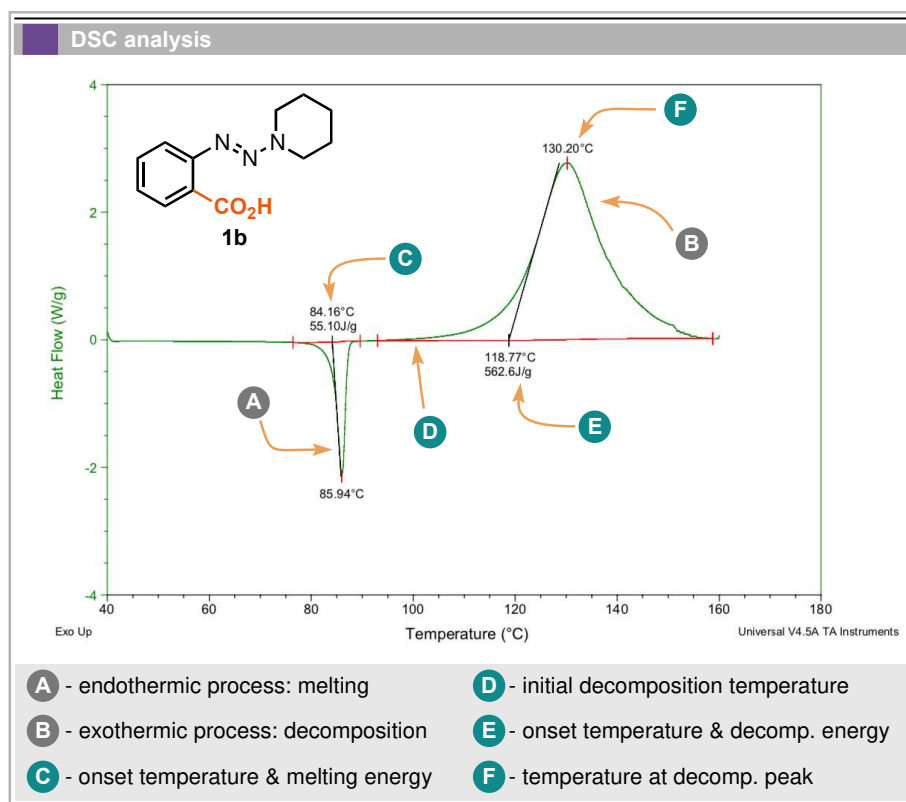 DSC analysis
4
2
0
-2
-4
Heat Flow (W/g)
N
N
N
CO2H
1b
F
130.20°C
B
C
84.16°C
55.10J/g
118.77°C
562.6J/g
A
D
E
85.94°C
40 60 80 100 120 140 160 180
Exo Up
Temperature (°C)
Universal V4.5A TA Instruments
A - endothermic process: melting
B - exothermic process: decomposition
C - onset temperature & melting energy
D - initial decomposition temperature
E - onset temperature & decomp. energy
F - temperature at decomp. peak